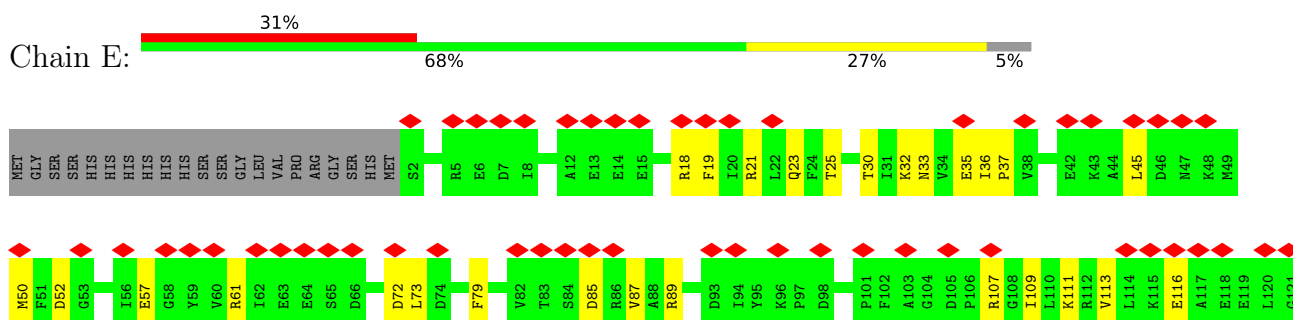 31%
Chain E:
68% 27% 5%
MET GLY SER SER HIS HIS HIS HIS HIS HIS SER SER GLY LEU VAL PRO ARG GLY SER HIS MET S2 R5 E6 D7 I8 A12 E13 E14 E15 R18 F19 I20 R21 L22 Q23 F24 T25 T30 I31 K32 N33 V34 E35 I36 P37 V38 E42 K43 A44 L45 D46 N47 K48 M49
M50 F51 D52 G53 I56 E57 G58 Y59 V60 R61 I62 E63 E64 S65 D66 D72 L73 D74 F79 V82 T83 S84 D85 R86 V87 A88 R89 D93 I94 Y95 K96 P97 D98 P101 F102 A103 G104 D105 P106 R107 G108 I109 L110 K111 R112 V113 L114 K115 E116 A117 E118 E119 L120 G121